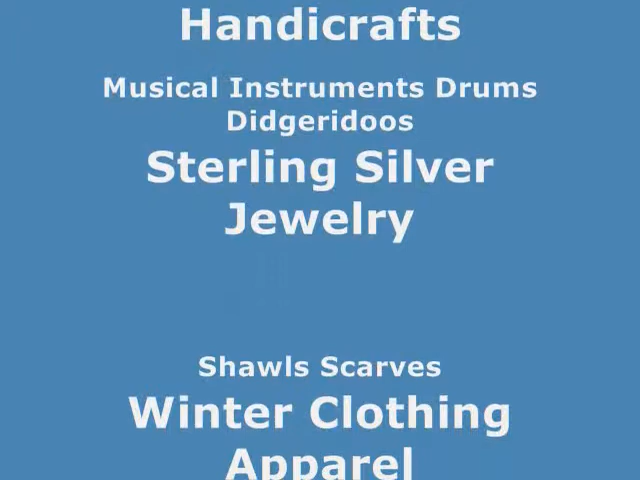 Handicrafts
Musical Instruments Drums
Didgeridoos
Sterling Silver
Jewelry
Shawls Scarves
Winter Clothing
Apparel